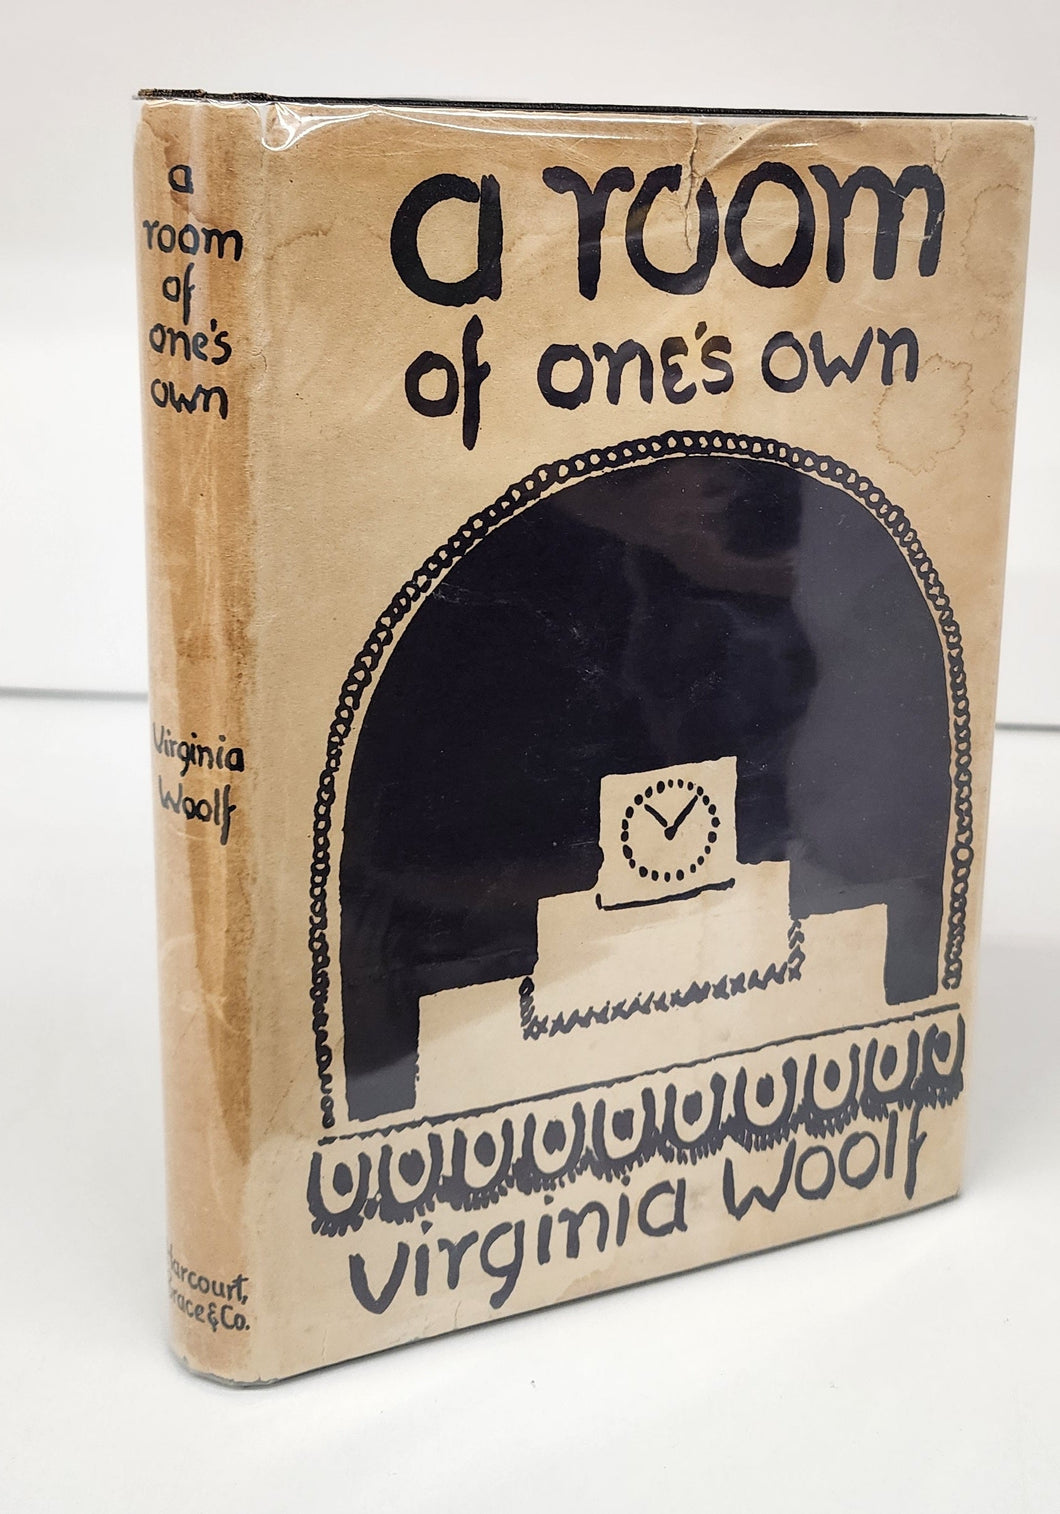 a
room
of
one's
own
Virginia
Woolf
Harcourt,
Brace & Co.
a room
of one's own
Virginia Woolf